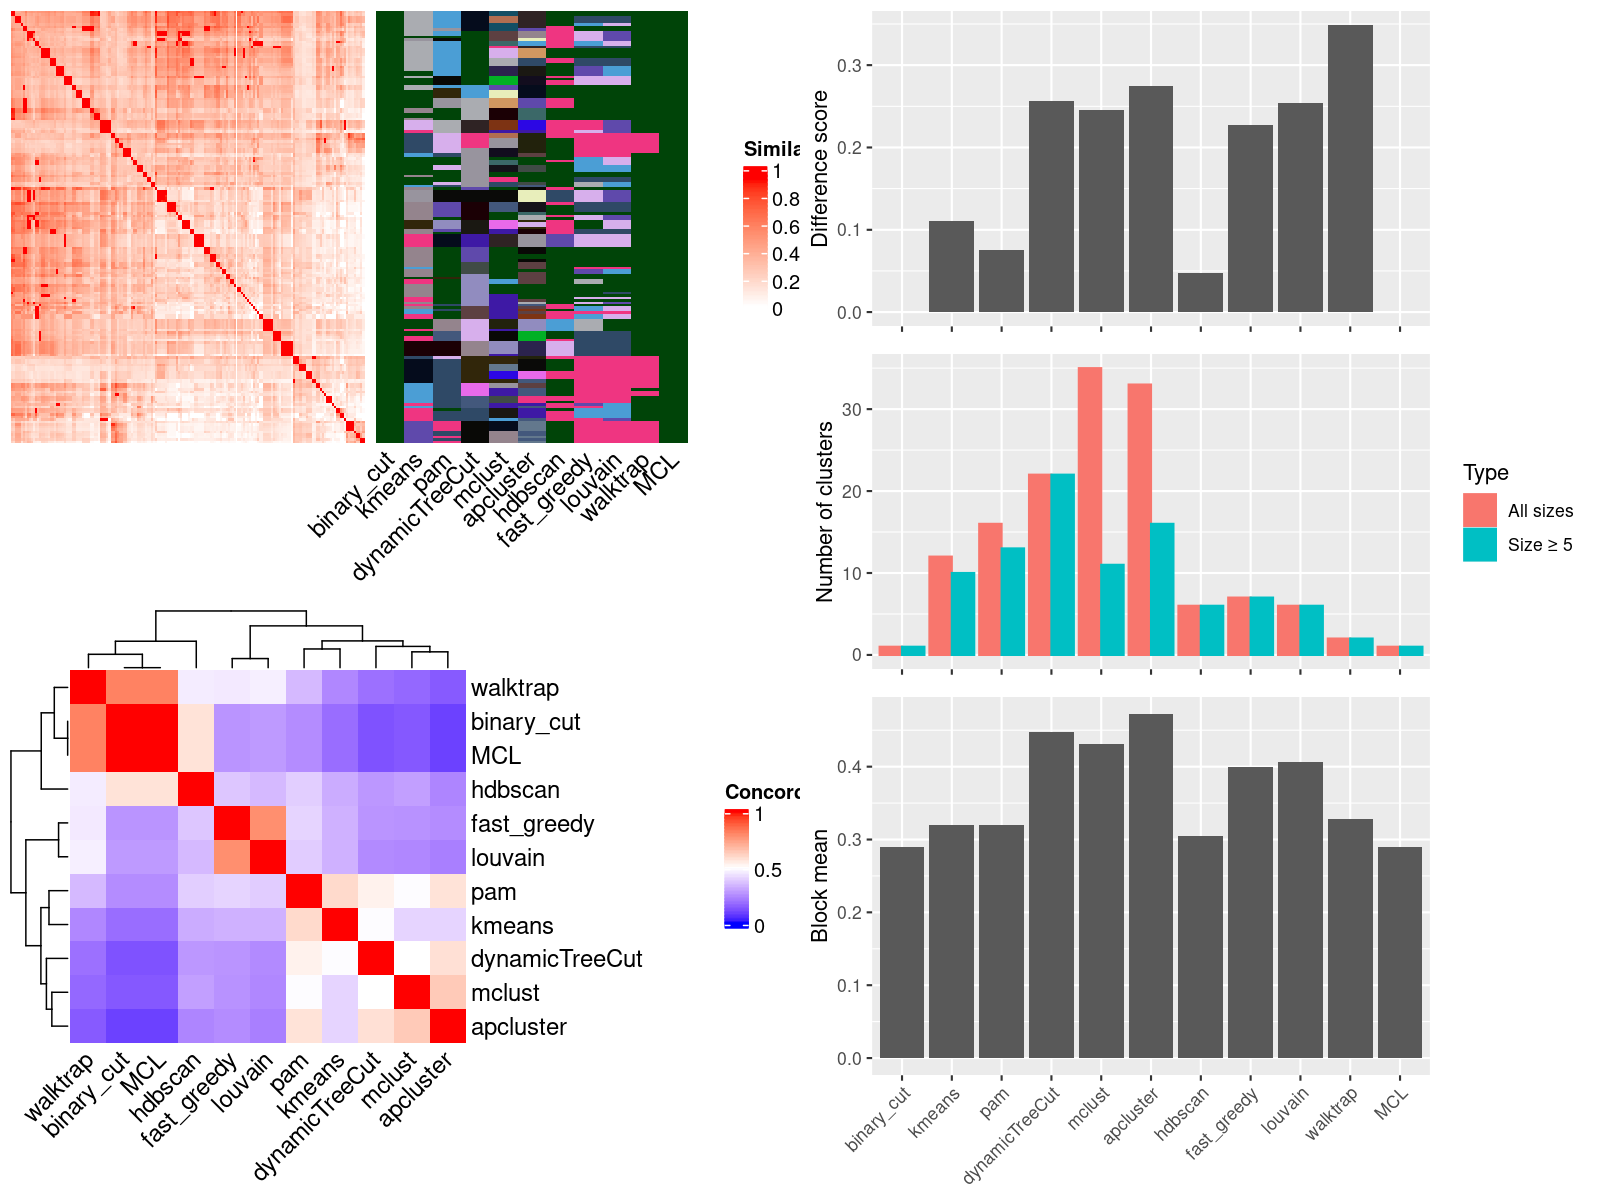 binary_cut
kmeans
pam
dynamicTreeCut
mclust
apcluster
hdbscan
fast_greedy
louvain
walktrap
MCL
Simila
1
0.8
0.6
0.4
0.2
0
walktrap
binary_cut
MCL
hdbscan
fast_greedy
louvain
pam
kmeans
dynamicTreeCut
mclust
apcluster
walktrap
binary_cut
MCL
hdbscan
fast_greedy
louvain
pam
kmeans
dynamicTreeCut
mclust
apcluster
Concord
1
0.5
0
Difference score
0.3
0.2
0.1
0.0
Number of clusters
30
20
10
0
Type
All sizes
Size ≥ 5
Block mean
0.4
0.3
0.2
0.1
0.0
binary_cut
kmeans
pam
dynamicTreeCut
mclust
apcluster
hdbscan
fast_greedy
louvain
walktrap
MCL